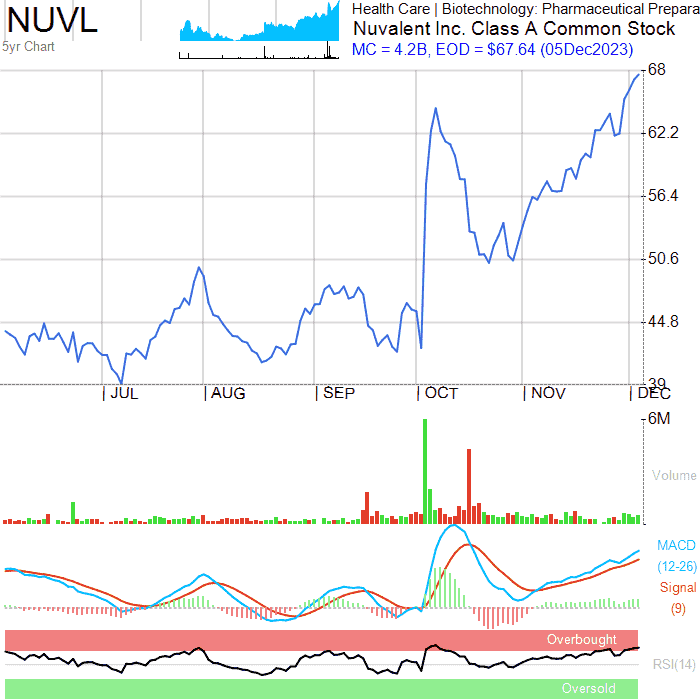 NUVL
5yr Chart
Health Care | Biotechnology: Pharmaceutical Prepara
Nuvalent Inc. Class A Common Stock
MC = 4.2B, EOD = $67.64 (05Dec2023)
68
62.2
56.4
50.6
44.8
39
| JUL | AUG | SEP | OCT | NOV | DEC
6M
Volume
MACD
(12-26)
Signal
(9)
Overbought
RSI(14)
Oversold